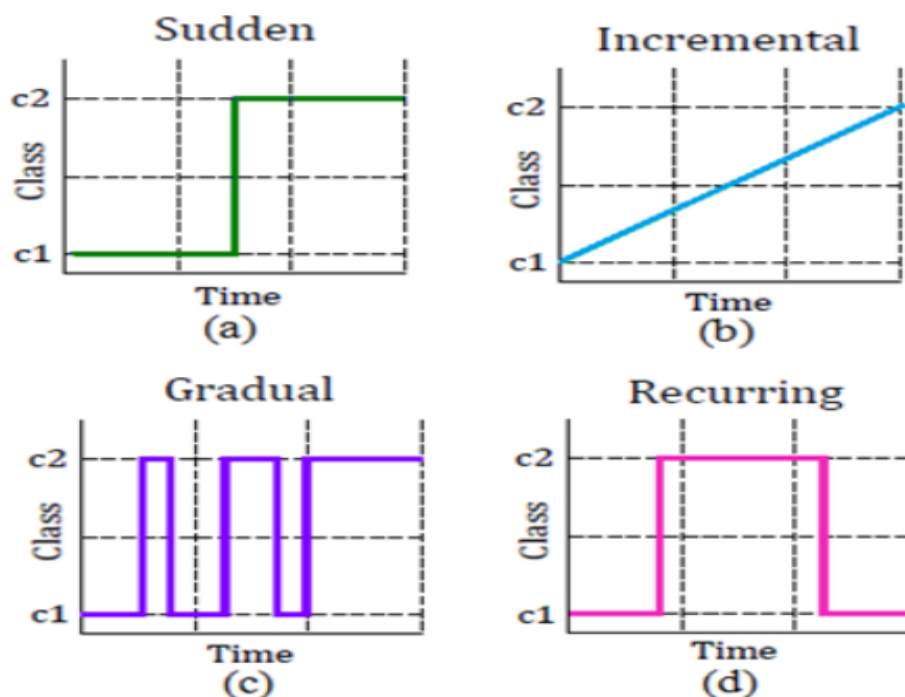 Sudden
c2
Class
c1
Time
(a)
Incremental
c2
Class
c1
Time
(b)
Gradual
c2
Class
c1
Time
(c)
Recurring
c2
Class
c1
Time
(d)